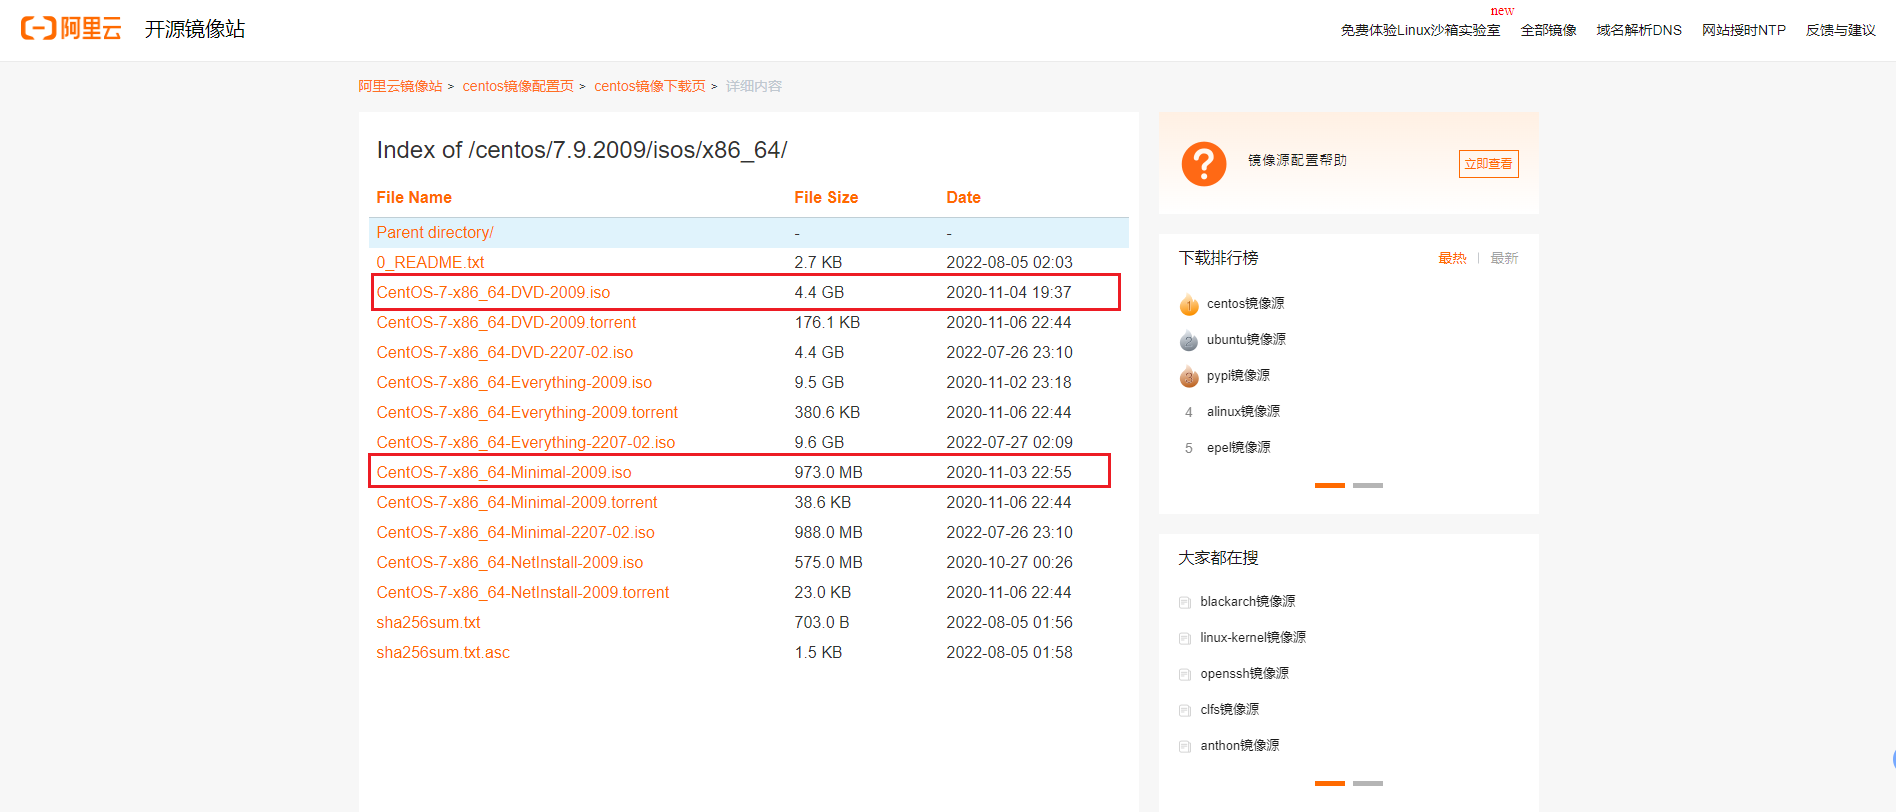 阿里云 开源镜像站
new
免费体验Linux沙箱实验室 全部镜像 域名解析DNS 网站授时NTP 反馈与建议
阿里云镜像站 > centos镜像配置页 > centos镜像下载页 > 详细内容
Index of /centos/7.9.2009/isos/x86_64/
File Name File Size Date
Parent directory/ - -
0_README.txt 2.7 KB 2022-08-05 02:03
CentOS-7-x86_64-DVD-2009.iso 4.4 GB 2020-11-04 19:37
CentOS-7-x86_64-DVD-2009.torrent 176.1 KB 2020-11-06 22:44
CentOS-7-x86_64-DVD-2207-02.iso 4.4 GB 2022-07-26 23:10
CentOS-7-x86_64-Everything-2009.iso 9.5 GB 2020-11-02 23:18
CentOS-7-x86_64-Everything-2009.torrent 380.6 KB 2020-11-06 22:44
CentOS-7-x86_64-Everything-2207-02.iso 9.6 GB 2022-07-27 02:09
CentOS-7-x86_64-Minimal-2009.iso 973.0 MB 2020-11-03 22:55
CentOS-7-x86_64-Minimal-2009.torrent 38.6 KB 2020-11-06 22:44
CentOS-7-x86_64-Minimal-2207-02.iso 988.0 MB 2022-07-26 23:10
CentOS-7-x86_64-NetInstall-2009.iso 575.0 MB 2020-10-27 00:26
CentOS-7-x86_64-NetInstall-2009.torrent 23.0 KB 2020-11-06 22:44
sha256sum.txt 703.0 B 2022-08-05 01:56
sha256sum.txt.asc 1.5 KB 2022-08-05 01:58
? 镜像源配置帮助 立即查看
下载排行榜 最热 | 最新
1 centos镜像源
2 ubuntu镜像源
3 pypi镜像源
4 alinux镜像源
5 epel镜像源
大家都在搜
blackarch镜像源
linux-kernel镜像源
openssh镜像源
clfs镜像源
anthon镜像源